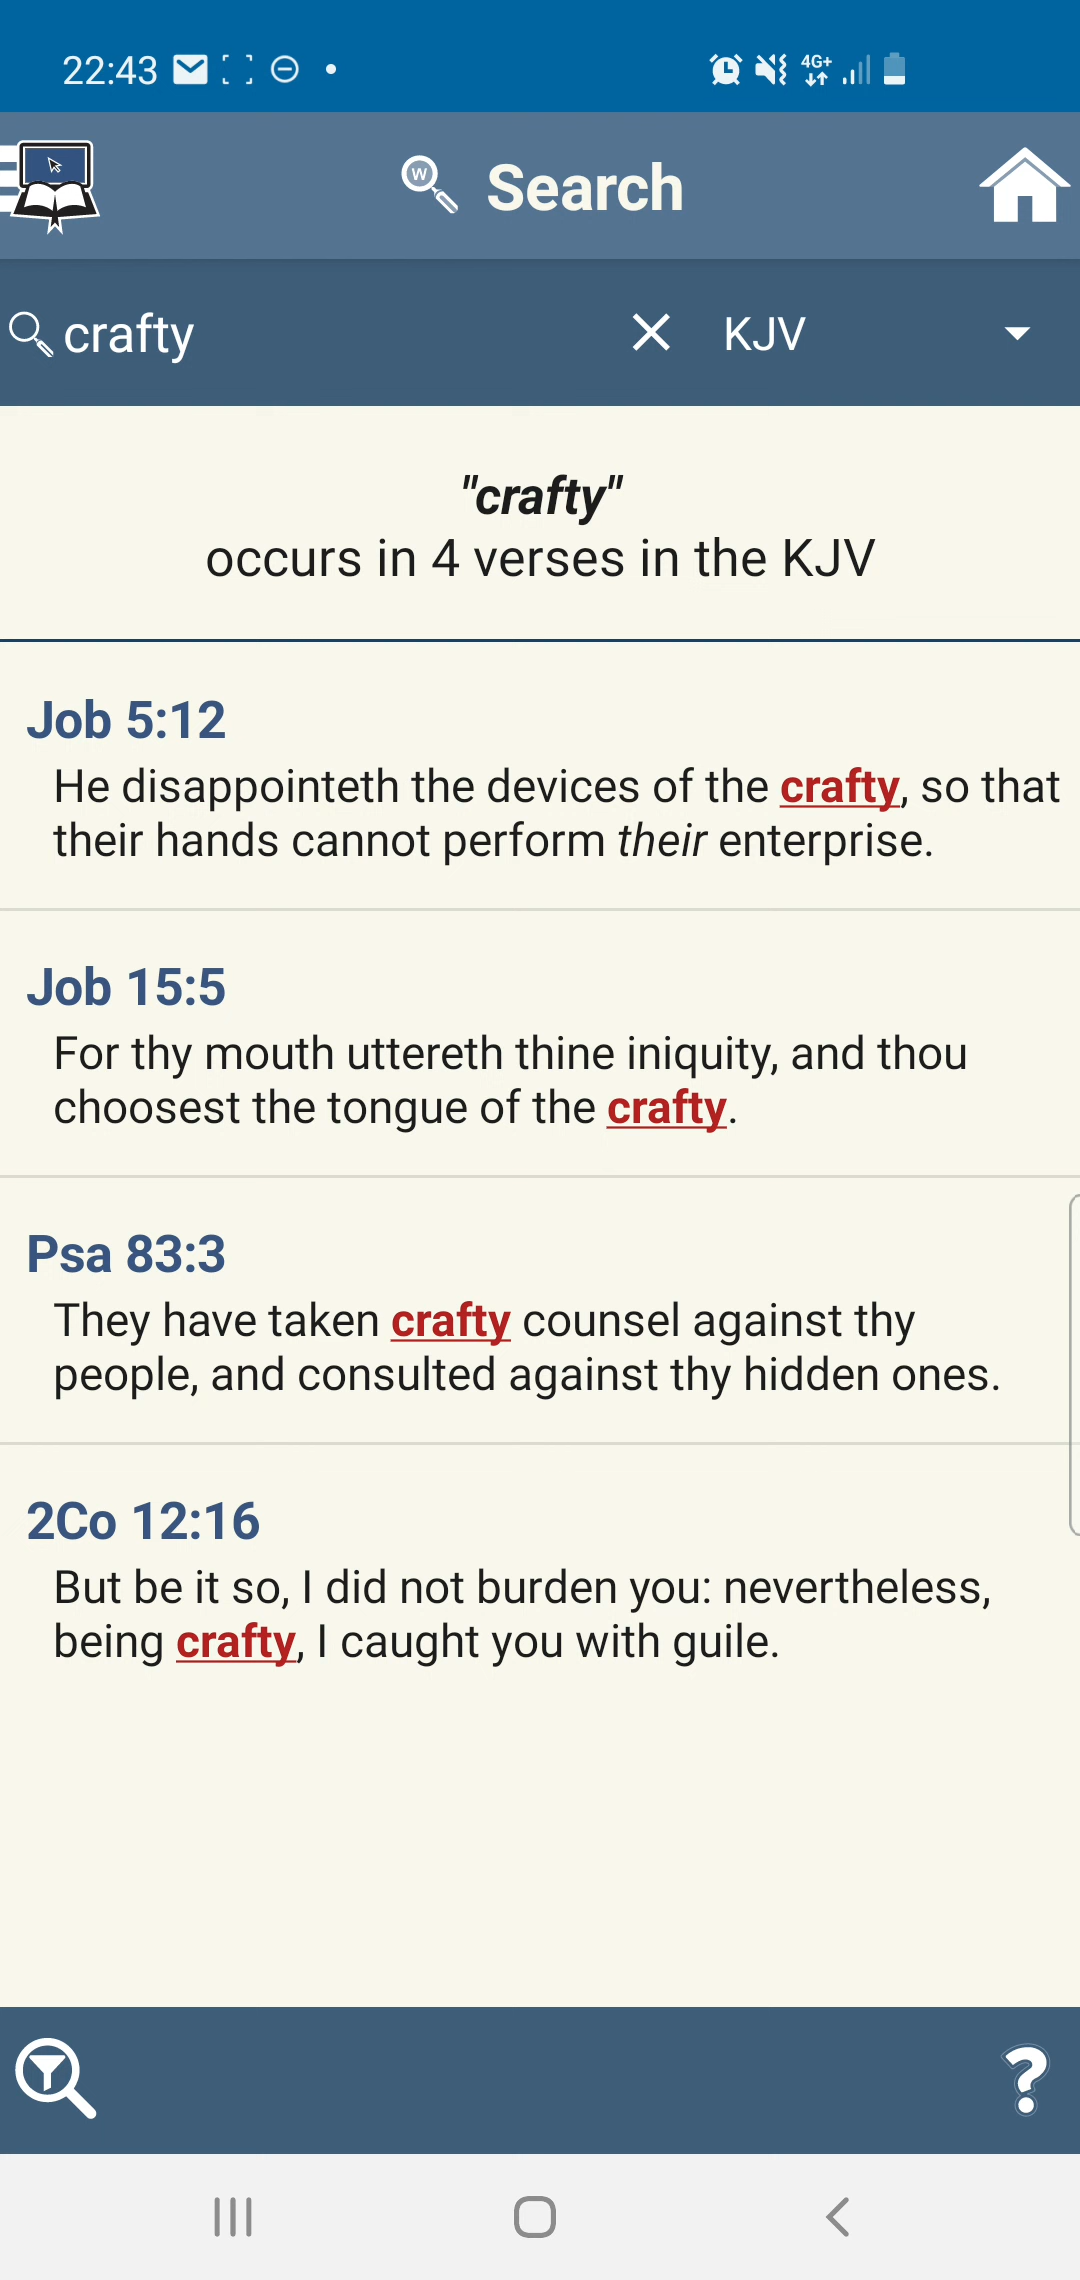 22:43
4G+
W
Search
crafty
KJV
"crafty"
occurs in 4 verses in the KJV
Job 5:12
He disappointeth the devices of the crafty, so that
their hands cannot perform their enterprise.
Job 15:5
For thy mouth uttereth thine iniquity, and thou
choosest the tongue of the crafty.
Psa 83:3
They have taken crafty counsel against thy
people, and consulted against thy hidden ones.
2Co 12:16
But be it so, I did not burden you: nevertheless,
being crafty, I caught you with guile.